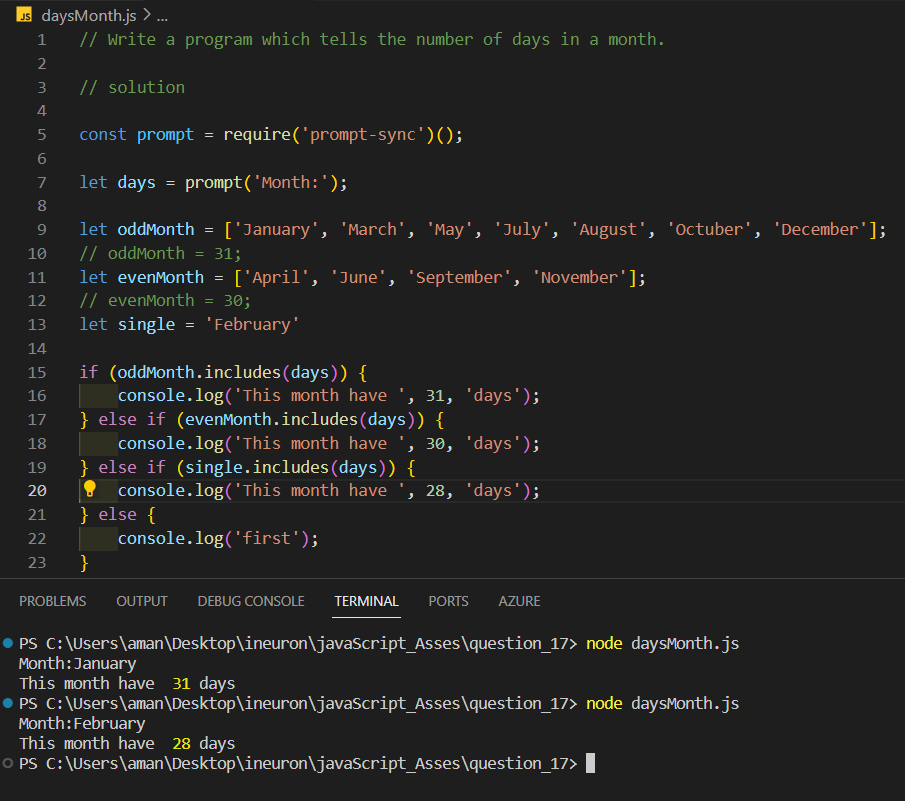 JS daysMonth.js > ...
1 // Write a program which tells the number of days in a month.
2
3 // solution
4
5 const prompt = require('prompt-sync')();
6
7 let days = prompt('Month:');
8
9 let oddMonth = ['January', 'March', 'May', 'July', 'August', 'Octuber', 'December'];
10 // oddMonth = 31;
11 let evenMonth = ['April', 'June', 'September', 'November'];
12 // evenMonth = 30;
13 let single = 'February'
14
15 if (oddMonth.includes(days)) {
16     console.log('This month have ', 31, 'days');
17 } else if (evenMonth.includes(days)) {
18     console.log('This month have ', 30, 'days');
19 } else if (single.includes(days)) {
20     console.log('This month have ', 28, 'days');
21 } else {
22     console.log('first');
23 }
PROBLEMS OUTPUT DEBUG CONSOLE TERMINAL PORTS AZURE
PS C:\Users\aman\Desktop\ineuron\javaScript_Asses\question_17> node daysMonth.js
Month:January
This month have  31 days
PS C:\Users\aman\Desktop\ineuron\javaScript_Asses\question_17> node daysMonth.js
Month:February
This month have  28 days
PS C:\Users\aman\Desktop\ineuron\javaScript_Asses\question_17>